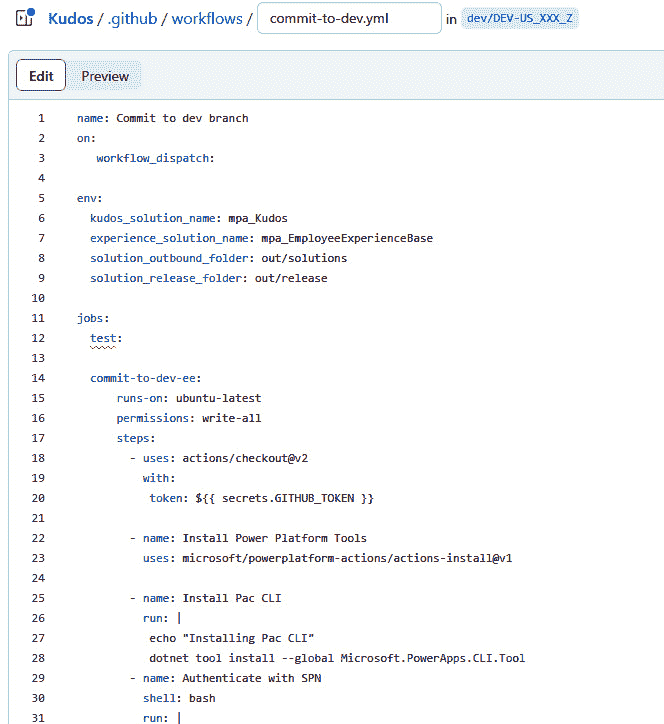 Kudos / .github / workflows / commit-to-dev.yml in dev/DEV-US_XXX_Z
Edit Preview
1 name: Commit to dev branch
2 on:
3 workflow_dispatch:
4
5 env:
6 kudos_solution_name: mpa_Kudos
7 experience_solution_name: mpa_EmployeeExperienceBase
8 solution_outbound_folder: out/solutions
9 solution_release_folder: out/release
10
11 jobs:
12 test:
13
14 commit-to-dev-ee:
15 runs-on: ubuntu-latest
16 permissions: write-all
17 steps:
18 - uses: actions/checkout@v2
19 with:
20 token: ${{ secrets.GITHUB_TOKEN }}
21
22 - name: Install Power Platform Tools
23 uses: microsoft/powerplatform-actions/actions-install@v1
24
25 - name: Install Pac CLI
26 run: |
27 echo "Installing Pac CLI"
28 dotnet tool install --global Microsoft.PowerApps.CLI.Tool
29 - name: Authenticate with SPN
30 shell: bash
31 run: |